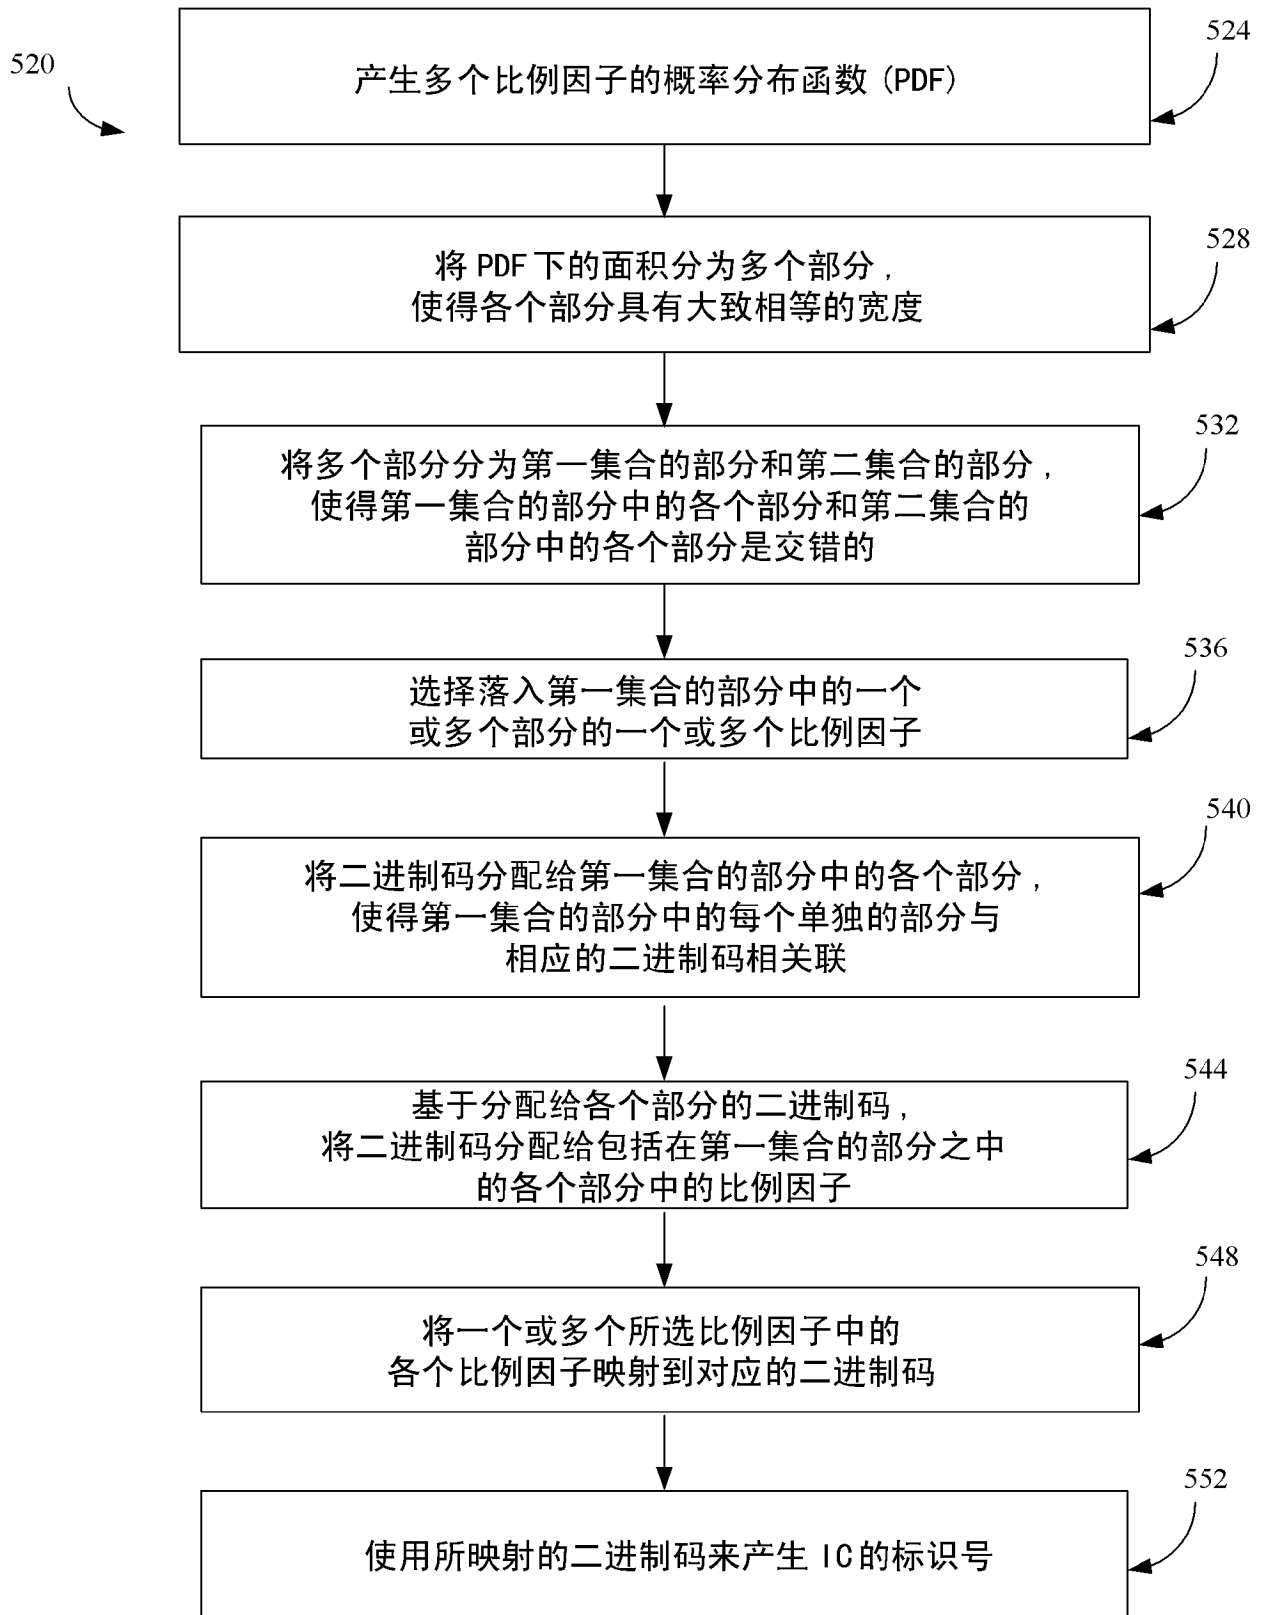 520
524
产生多个比例因子的概率分布函数 (PDF)
528
将 PDF 下的面积分为多个部分，
使得各个部分具有大致相等的宽度
532
将多个部分分为第一集合的部分和第二集合的部分，
使得第一集合的部分中的各个部分和第二集合的
部分中的各个部分是交错的
536
选择落入第一集合的部分中的一个
或多个部分的一个或多个比例因子
540
将二进制码分配给第一集合的部分中的各个部分，
使得第一集合的部分中的每个单独的部分与
相应的二进制码相关联
544
基于分配给各个部分的二进制码，
将二进制码分配给包括在第一集合的部分之中
的各个部分中的比例因子
548
将一个或多个所选比例因子中的
各个比例因子映射到对应的二进制码
552
使用所映射的二进制码来产生 IC 的标识号